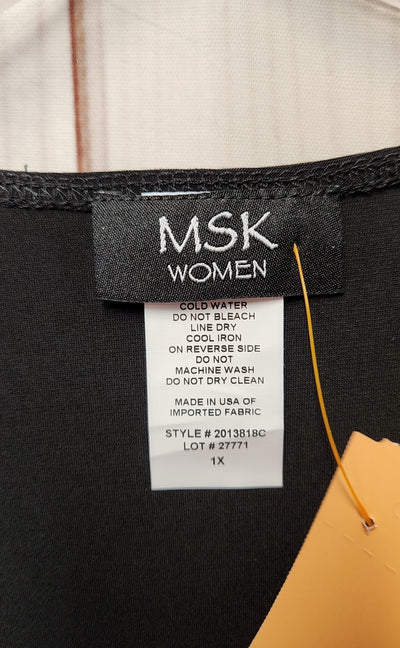 MSK
WOMEN
COLD WATER
DO NOT BLEACH
LINE DRY
COOL IRON
ON REVERSE SIDE
DO NOT
MACHINE WASH
DO NOT DRY CLEAN
MADE IN USA OF
IMPORTED FABRIC
STYLE # 2013818C
LOT # 27771
1X